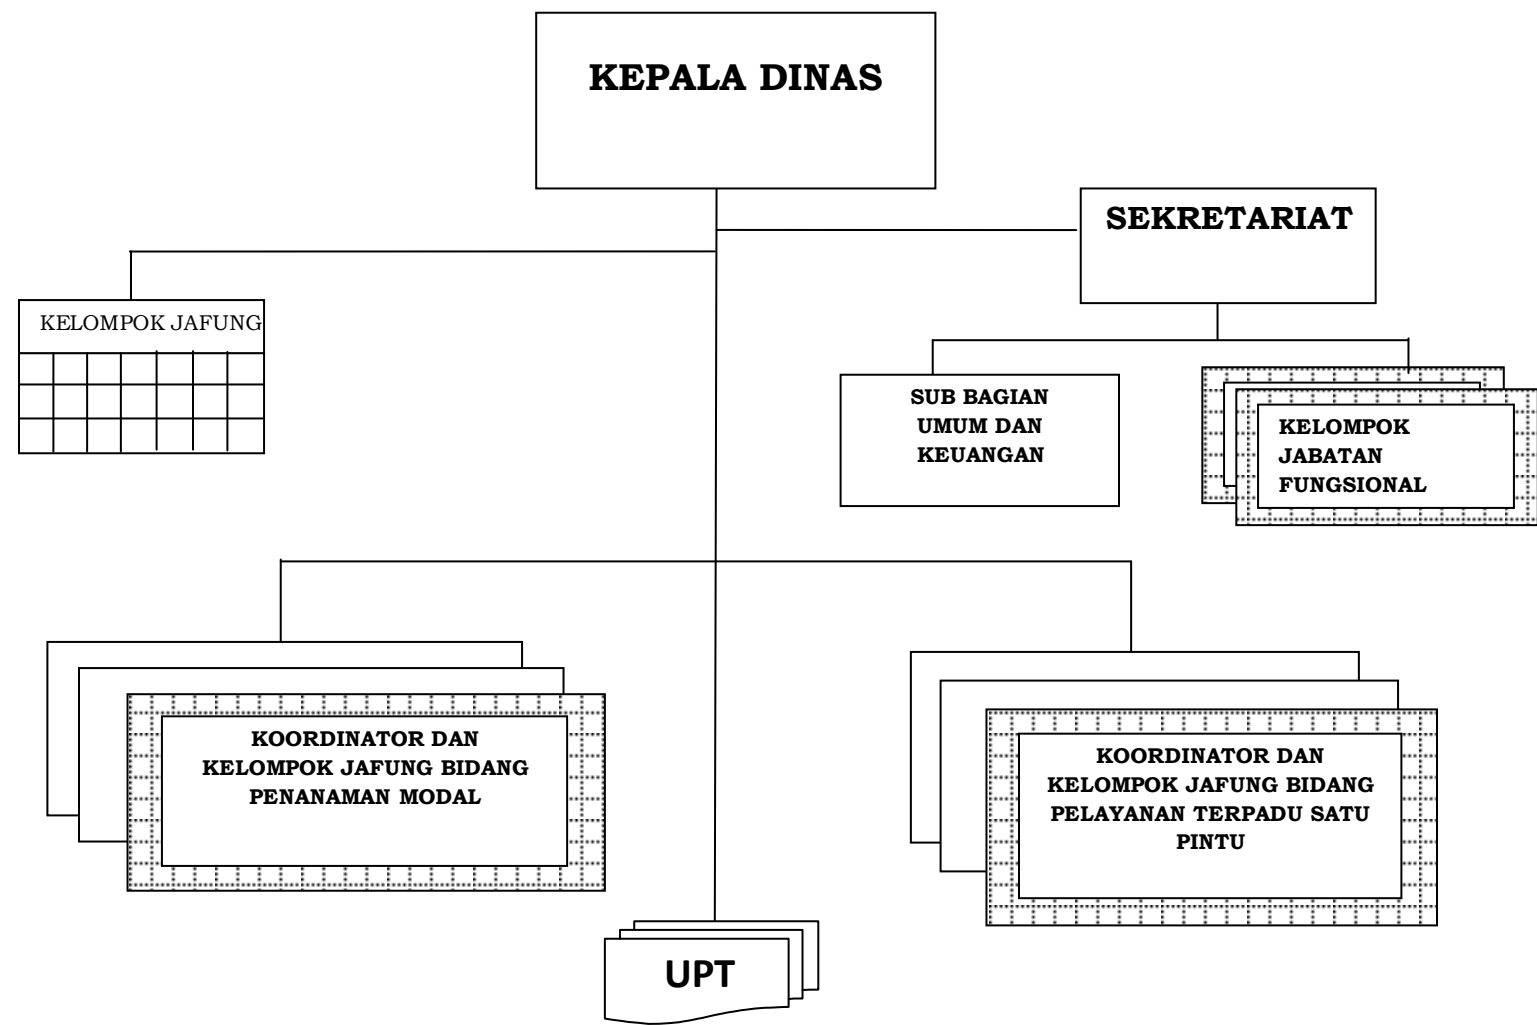 KEPALA DINAS
SEKRETARIAT
KELOMPOK JAFUNG
SUB BAGIAN
UMUM DAN
KEUANGAN
KELOMPOK
JABATAN
FUNGSIONAL
KOORDINATOR DAN
KELOMPOK JAFUNG BIDANG
PENANAMAN MODAL
KOORDINATOR DAN
KELOMPOK JAFUNG BIDANG
PELAYANAN TERPADU SATU
PINTU
UPT